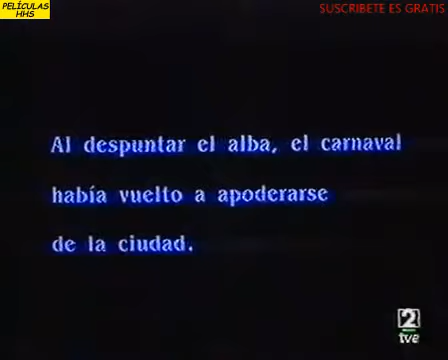 PELÍCULAS
HHS
SUSCRIBETE ES GRATIS
Al despuntar el alba, el carnaval
había vuelto a apoderarse
de la ciudad.
2
tve